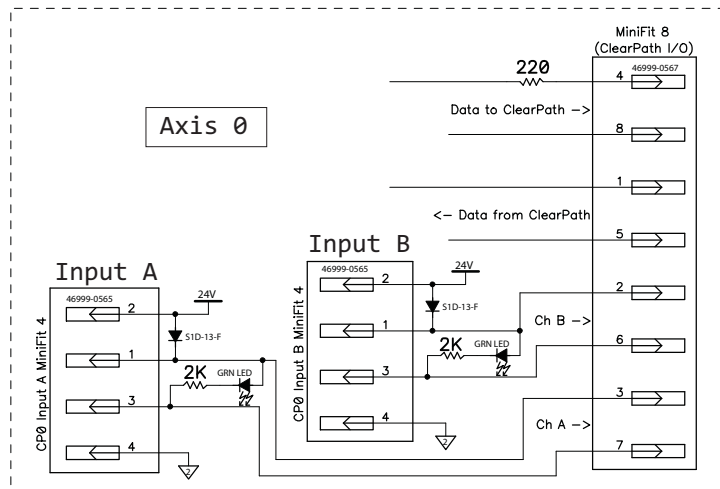 MiniFit 8
(ClearPath I/O)
46999-0567
220
4
Data to ClearPath ->
8
1
<- Data from ClearPath
5
2
Ch B ->
6
3
Ch A ->
7
Axis 0
Input B
46999-0565
CP0 Input B MiniFit 4
2
24V
S1D-13-F
1
2K
GRN LED
3
4
2
Input A
46999-0565
CP0 Input A MiniFit 4
2
24V
S1D-13-F
1
2K
GRN LED
3
4
2